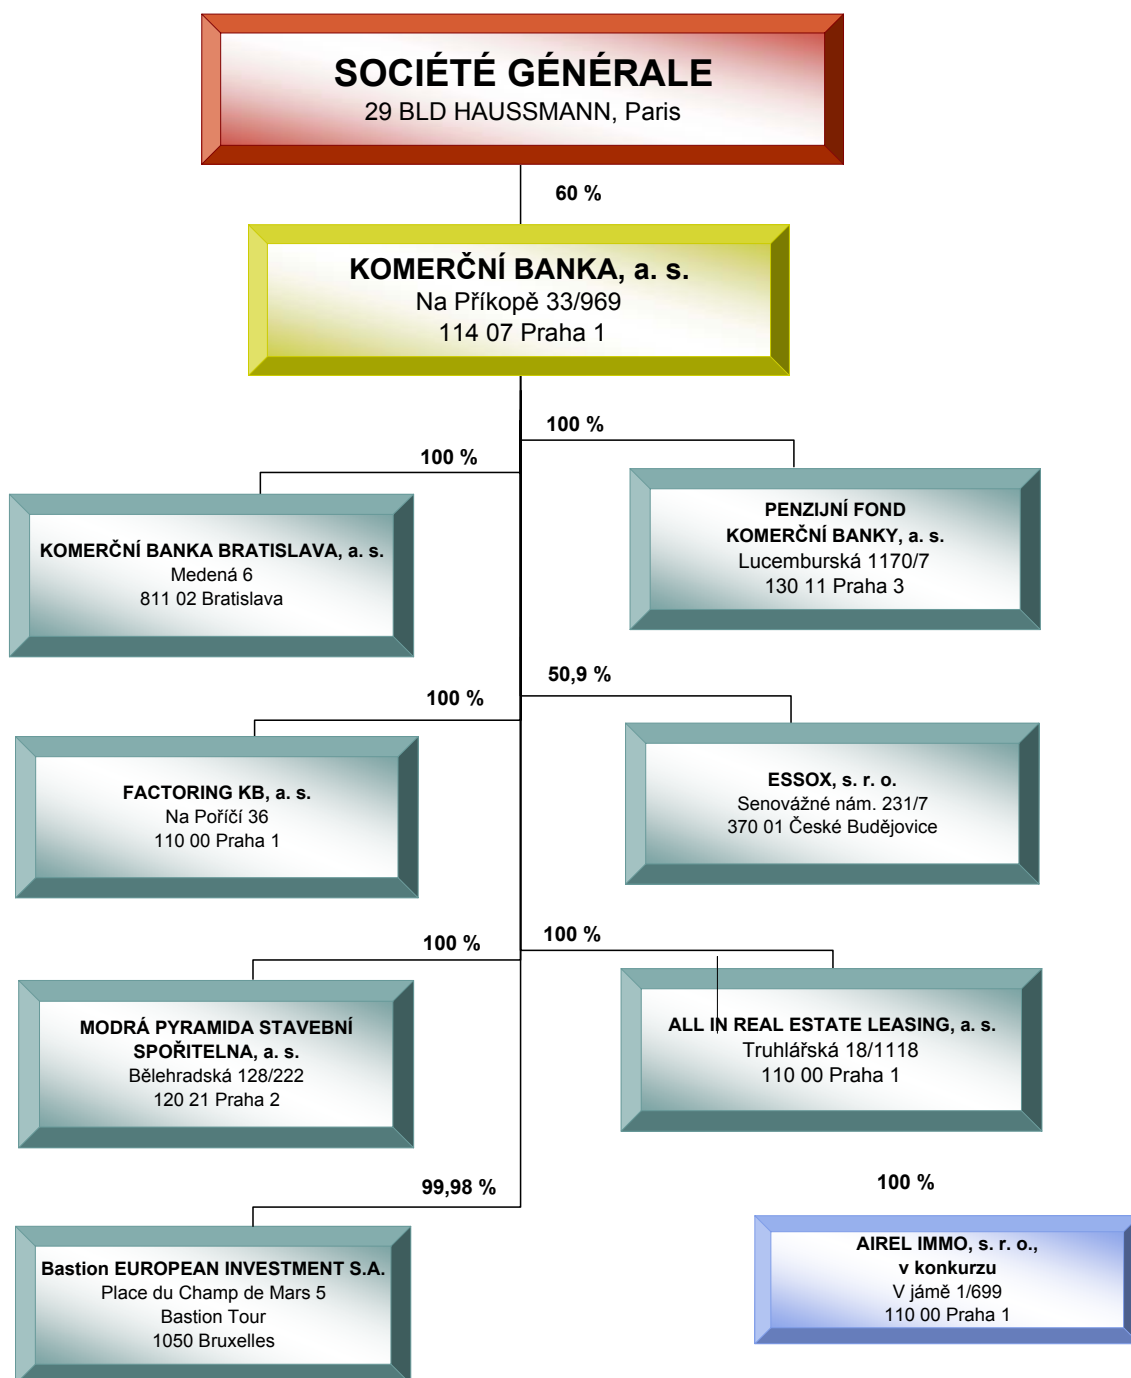 SOCIÉTÉ GÉNÉRALE
29 BLD HAUSSMANN, Paris
60 %
KOMERČNÍ BANKA, a. s.
Na Příkopě 33/969
114 07 Praha 1
100 %
100 %
KOMERČNÍ BANKA BRATISLAVA, a. s.
Medená 6
811 02 Bratislava
PENZIJNÍ FOND
KOMERČNÍ BANKY, a. s.
Lucemburská 1170/7
130 11 Praha 3
100 %
50,9 %
FACTORING KB, a. s.
Na Poříčí 36
110 00 Praha 1
ESSOX, s. r. o.
Senovážné nám. 231/7
370 01 České Budějovice
100 %
100 %
MODRÁ PYRAMIDA STAVEBNÍ
SPOŘITELNA, a. s.
Bělehradská 128/222
120 21 Praha 2
ALL IN REAL ESTATE LEASING, a. s.
Truhlářská 18/1118
110 00 Praha 1
99,98 %
100 %
Bastion EUROPEAN INVESTMENT S.A.
Place du Champ de Mars 5
Bastion Tour
1050 Bruxelles
AIREL IMMO, s. r. o.,
v konkurzu
V jámě 1/699
110 00 Praha 1